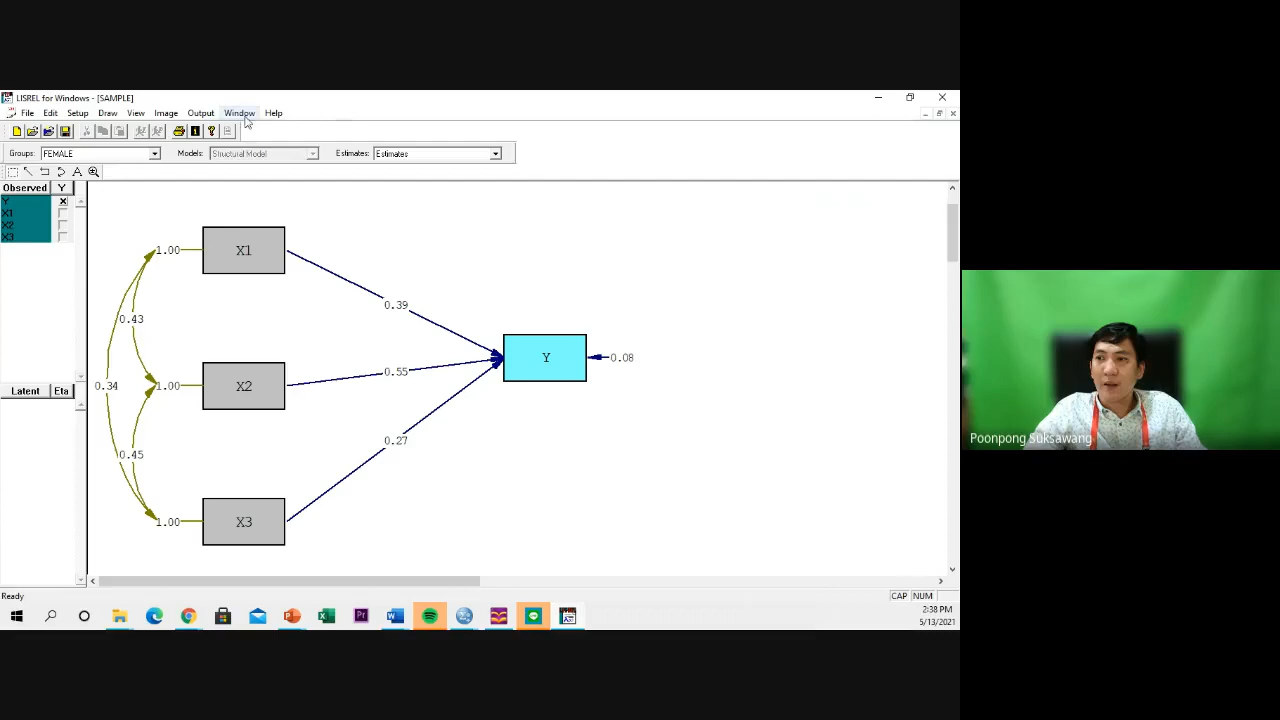 LISREL for Windows - [SAMPLE]
File Edit Setup Draw View Image Output Window Help
Groups: FEMALE Models: Structural Model Estimates: Estimates
Observed Y
Y
X1
X2
X3
Latent Eta
1.00 X1
0.39
0.43
Y 0.08
0.55
0.34 1.00 X2
0.27
0.45
1.00 X3
Poonpong Suksawang
Ready CAP NUM
2:38 PM
5/13/2021